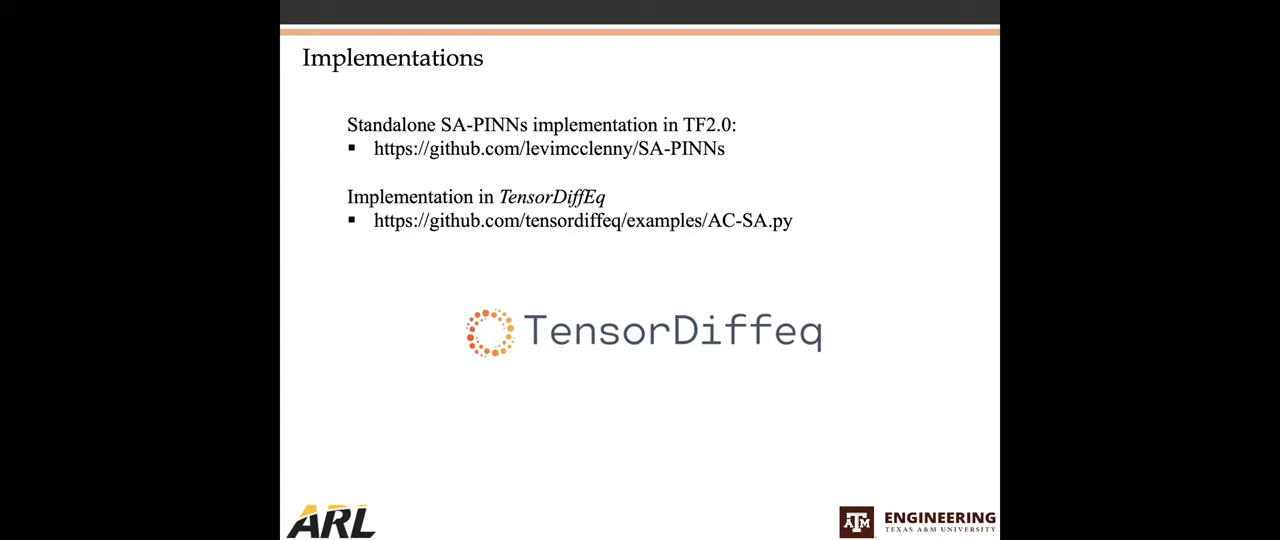 Implementations
Standalone SA-PINNs implementation in TF2.0:
▪ https://github.com/levimcclenny/SA-PINNs
Implementation in TensorDiffEq
▪ https://github.com/tensordiffeq/examples/AC-SA.py
TensorDiffeq
ARL
ATM ENGINEERING
TEXAS A&M UNIVERSITY